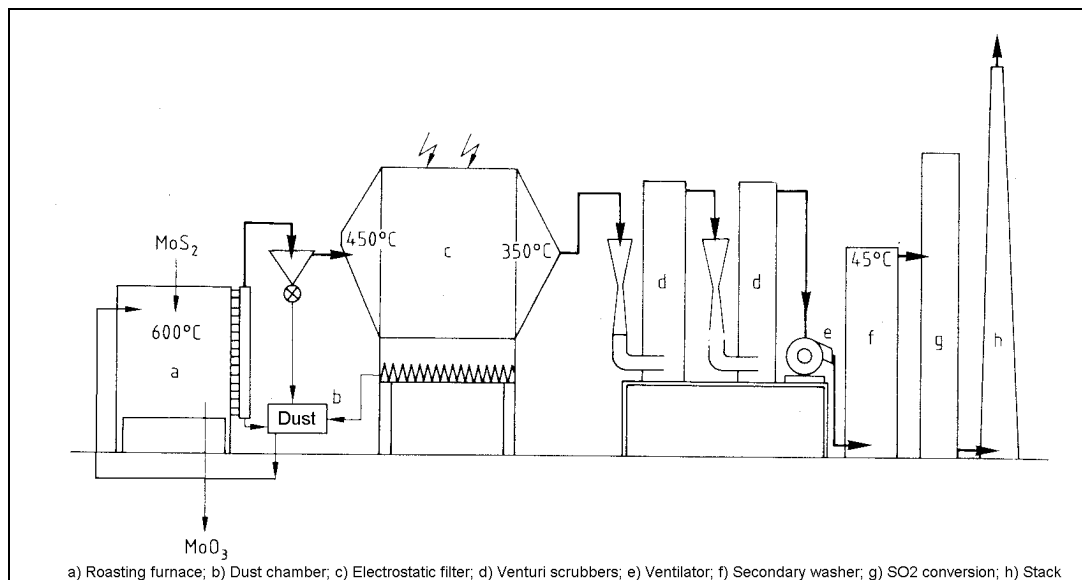 MoS2
600°C
a
MoO3
Dust
b
450°C
c
350°C
d
d
e
45°C
f
g
h
a) Roasting furnace; b) Dust chamber; c) Electrostatic filter; d) Venturi scrubbers; e) Ventilator; f) Secondary washer; g) SO2 conversion; h) Stack